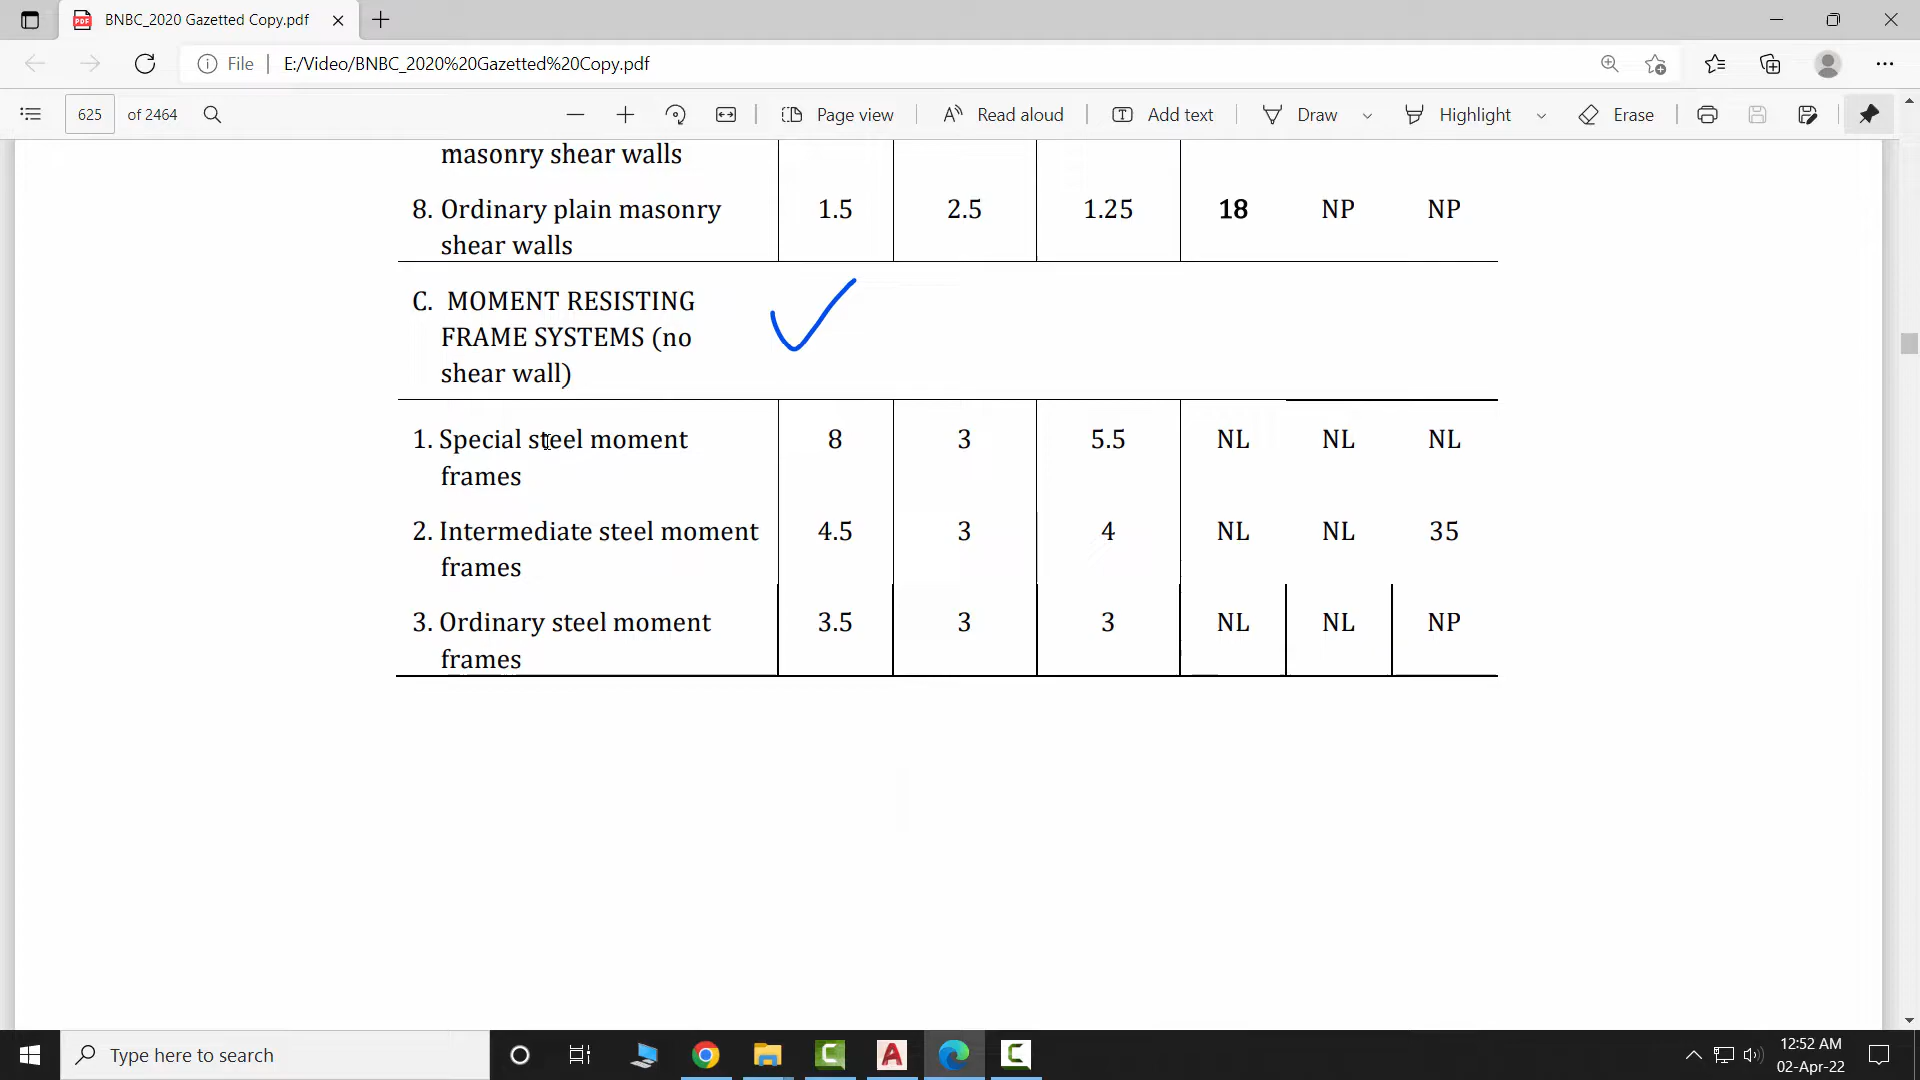 BNBC_2020 Gazetted Copy.pdf
File
E:/Video/BNBC_2020%20Gazetted%20Copy.pdf
625 of 2464
Page view
Read aloud
Add text
Draw
Highlight
Erase
masonry shear walls
8. Ordinary plain masonry 1.5 2.5 1.25 18 NP NP
shear walls
C. MOMENT RESISTING
FRAME SYSTEMS (no
shear wall)
1. Special steel moment 8 3 5.5 NL NL NL
frames
2. Intermediate steel moment 4.5 3 4 NL NL 35
frames
3. Ordinary steel moment 3.5 3 3 NL NL NP
frames
Type here to search
12:52 AM
02-Apr-22